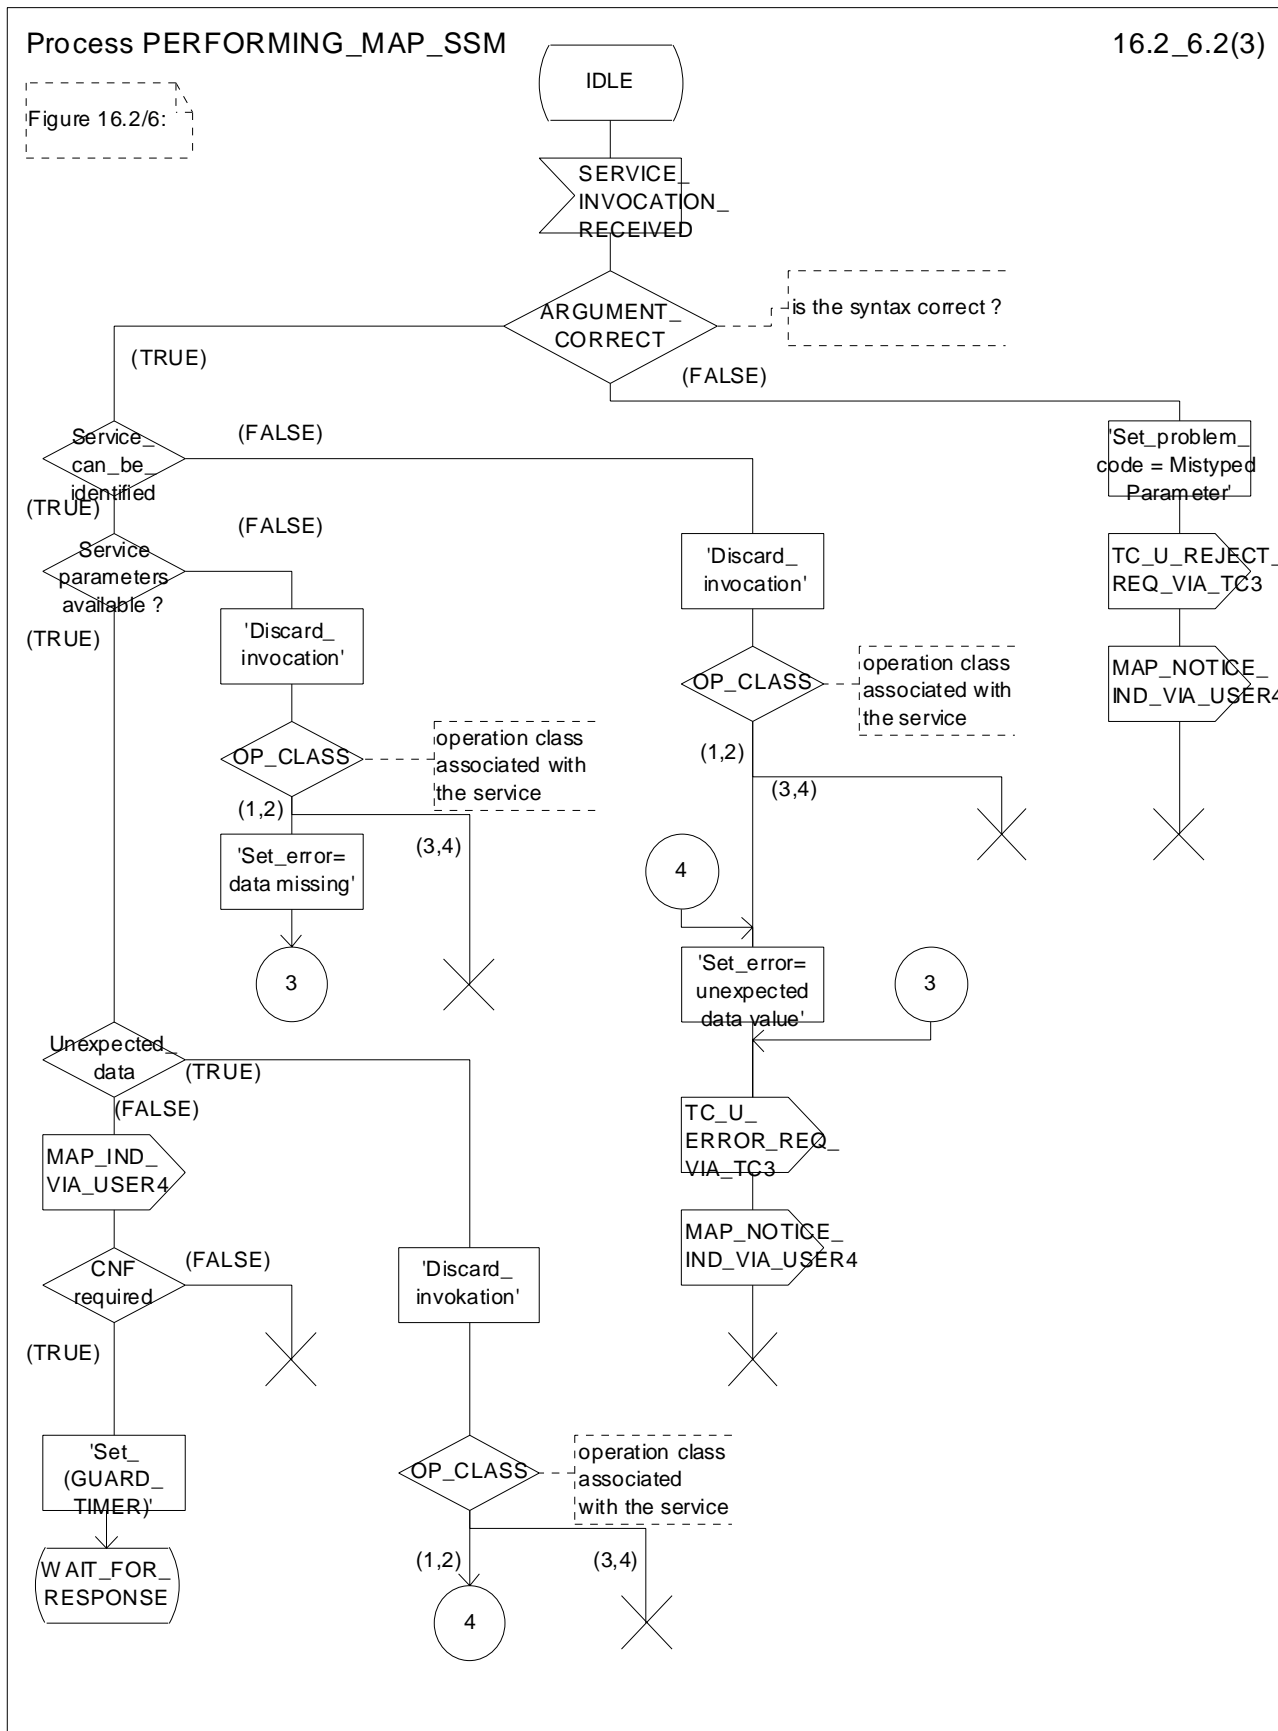 Process PERFORMING_MAP_SSM
16.2_6.2(3)
Figure 16.2/6:
IDLE
SERVICE_
INVOCATION_
RECEIVED
ARGUMENT_
CORRECT
is the syntax correct ?
(TRUE)
(FALSE)
Service_
can_be_
identified
(FALSE)
'Set_problem_
code = Mistyped
Parameter'
(TRUE)
(FALSE)
Service
parameters
available ?
'Discard_
invocation'
TC_U_REJECT_
REQ_VIA_TC3
(TRUE)
'Discard_
invocation'
OP_CLASS
operation class
associated with
the service
MAP_NOTICE_
IND_VIA_USER4
OP_CLASS
operation class
associated with
the service
(1,2)
(3,4)
(1,2)
(3,4)
'Set_error=
data missing'
4
3
'Set_error=
unexpected
data value'
3
Unexpected_
data
(TRUE)
(FALSE)
TC_U_
ERROR_REQ_
VIA_TC3
MAP_IND_
VIA_USER4
MAP_NOTICE_
IND_VIA_USER4
CNF
required
(FALSE)
'Discard_
invokation'
(TRUE)
'Set_
(GUARD_
TIMER)'
OP_CLASS
operation class
associated
with the service
(1,2)
(3,4)
WAIT_FOR_
RESPONSE
4